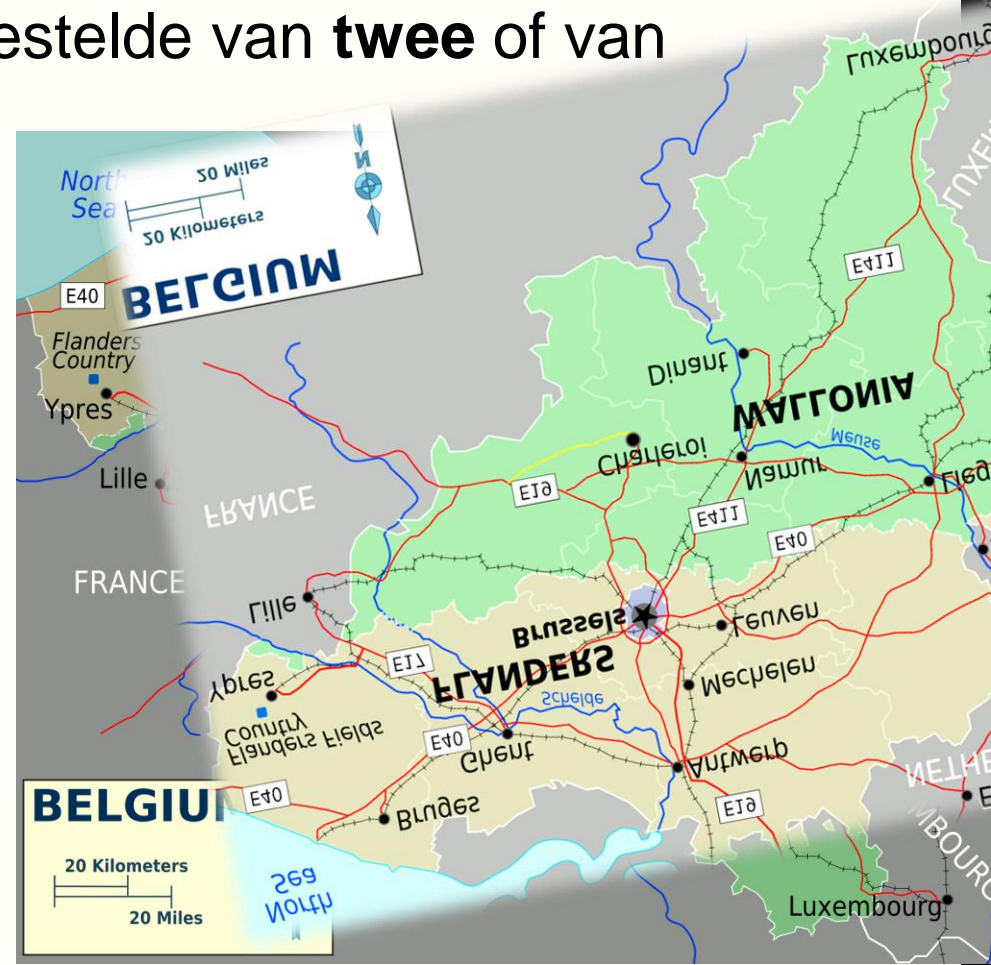 estelde van twee of van
Luxembourg
North
Sea
20 Miles
20 Kilometers
N
BELGIUM
E40
E411
Flanders
Country
Dinant
WALLONIA
Ypres
Meuse
Charleroi
Namur
Lille
E19
FRANCE
E411
E40
FRANCE
Lille
Brussels
Leuven
E17
FLANDERS
Ypres
Mechelen
Schelde
Country
Flanders Fields
E40
Ghent
Antwerp
E40
E19
Bruges
BELGIU
20 Kilometers
20 Miles
Sea
North
Luxembourg